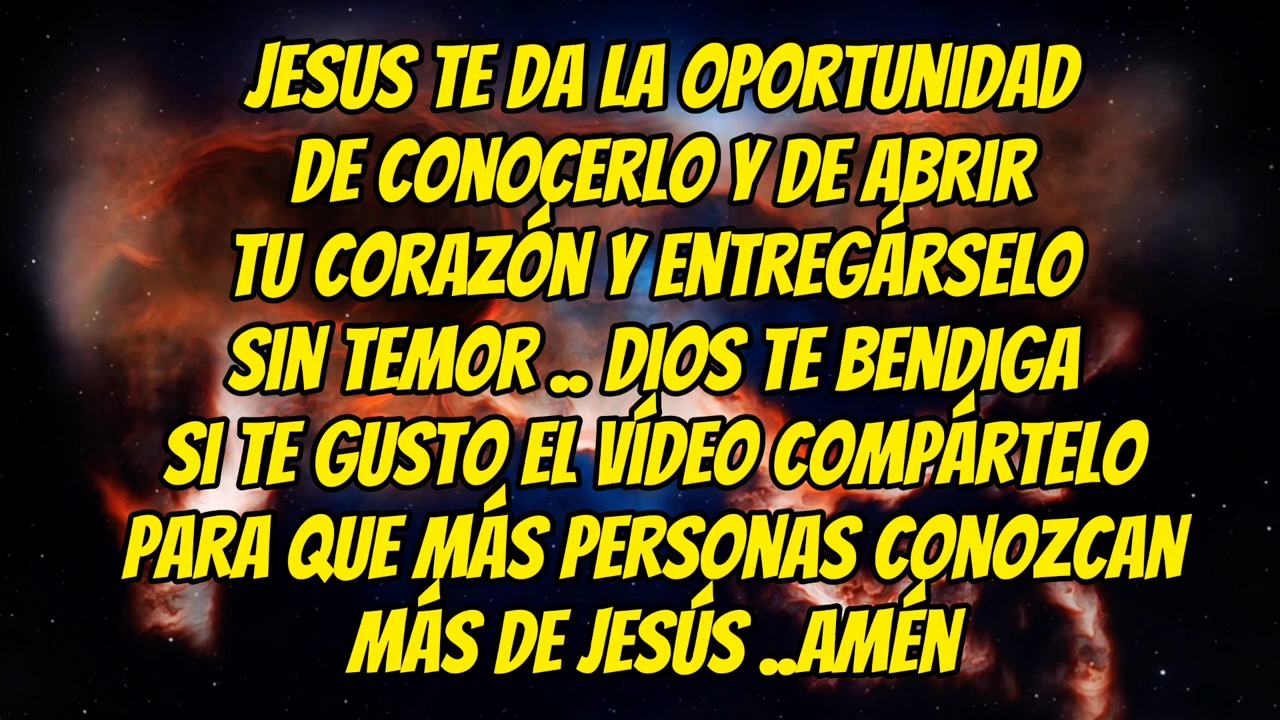 JESUS TE DA LA OPORTUNIDAD
DE CONOCERLO Y DE ABRIR
TU CORAZÓN Y ENTREGÁRSELO
SIN TEMOR .. DIOS TE BENDIGA
SI TE GUSTO EL VÍDEO COMPÁRTELO
PARA QUE MÁS PERSONAS CONOZCAN
MÁS DE JESÚS ..AMÉN